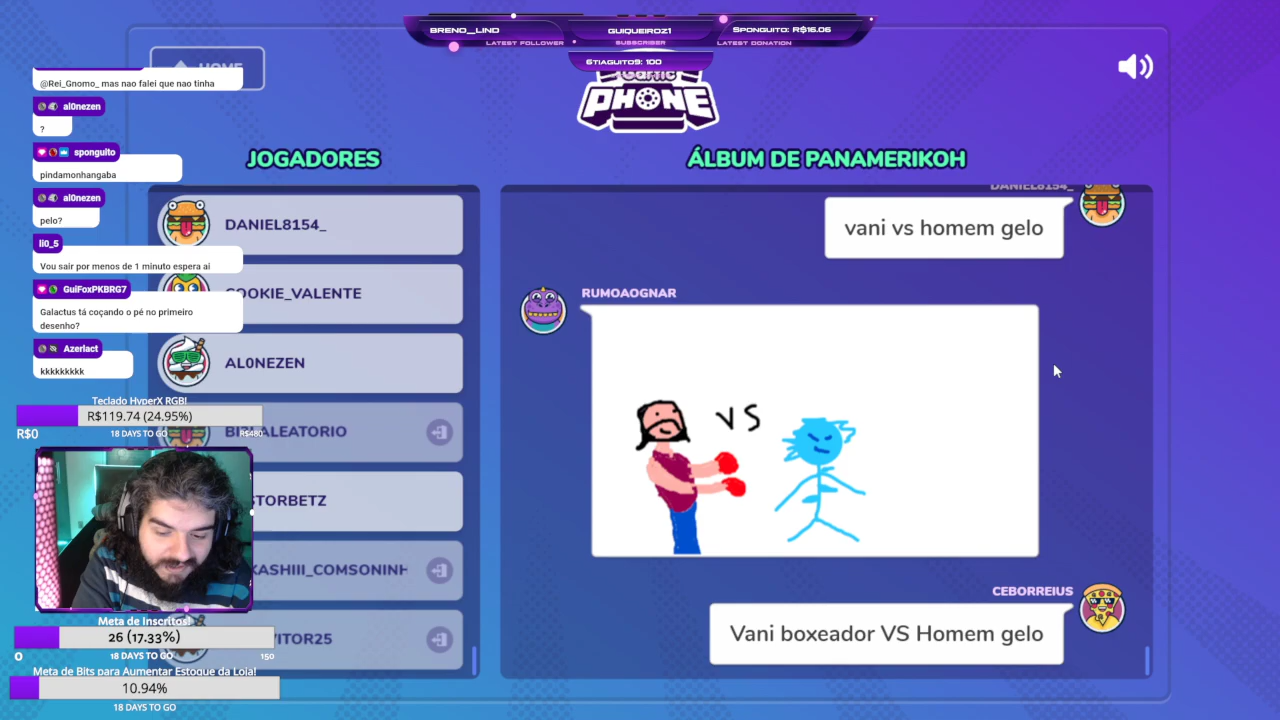 BRENO__LIND
LATEST FOLLOWER
GUIQUEIROZ1
SUBSCRIBER
SPONGUITO: R$16.06
LATEST DONATION
6TIAGUITO9: 100
HOME
GARTIC
PHONE
@Rei_Gnomo_ mas nao falei que nao tinha
al0nezen
?
sponguito
pindamonhangaba
al0nezen
pelo?
li0_5
Vou sair por menos de 1 minuto espera ai
GuiFoxPKBRG7
Galactus tá coçando o pé no primeiro
desenho?
Azerlact
kkkkkkkkk
Teclado HyperX RGB!
R$119.74 (24.95%)
R$0
18 DAYS TO GO
R$480
Meta de Inscritos!
26 (17.33%)
0
18 DAYS TO GO
150
Meta de Bits para Aumentar Estoque da Loja!
10.94%
18 DAYS TO GO
JOGADORES
DANIEL8154_
COOKIE_VALENTE
AL0NEZEN
ALEATORIO
STORBETZ
KASHIII_COMSONINH
VITOR25
ÁLBUM DE PANAMERIKOH
DANIEL8154_
vani vs homem gelo
RUMOAOGNAR
VS
CEBORREIUS
Vani boxeador VS Homem gelo